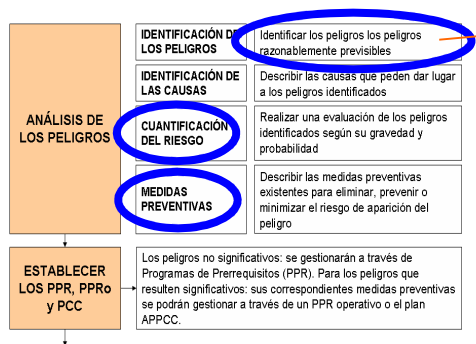 ANÁLISIS DE
LOS PELIGROS
IDENTIFICACIÓN DE
LOS PELIGROS
Identificar los peligros los peligros
razonablemente previsibles
IDENTIFICACIÓN DE
LAS CAUSAS
Describir las causas que peden dar lugar
a los peligros identificados
CUANTIFICACIÓN
DEL RIESGO
Realizar una evaluación de los peligros
identificados según su gravedad y
probabilidad
MEDIDAS
PREVENTIVAS
Describir las medidas preventivas
existentes para eliminar, prevenir o
minimizar el riesgo de aparición del
peligro
ESTABLECER
LOS PPR, PPRo
y PCC
Los peligros no significativos: se gestionarán a través de
Programas de Prerrequisitos (PPR). Para los peligros que
resulten significativos: sus correspondientes medidas preventivas
se podrán gestionar a través de un PPR operativo o el plan
APPCC.